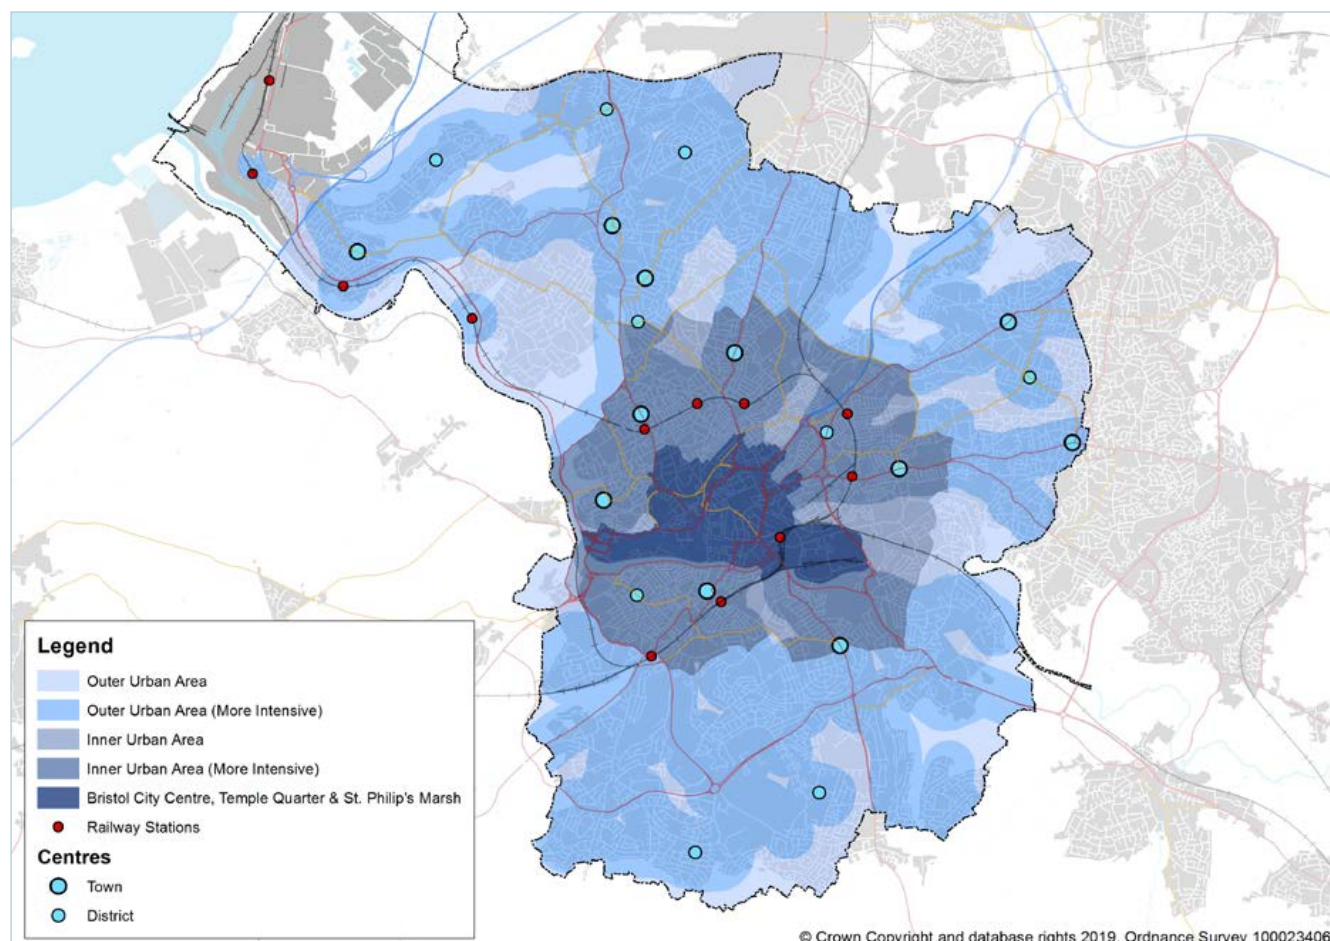 Legend
Outer Urban Area
Outer Urban Area (More Intensive)
Inner Urban Area
Inner Urban Area (More Intensive)
Bristol City Centre, Temple Quarter & St. Philip's Marsh
Railway Stations
Centres
Town
District
© Crown Copyright and database rights 2019. Ordnance Survey 100023406